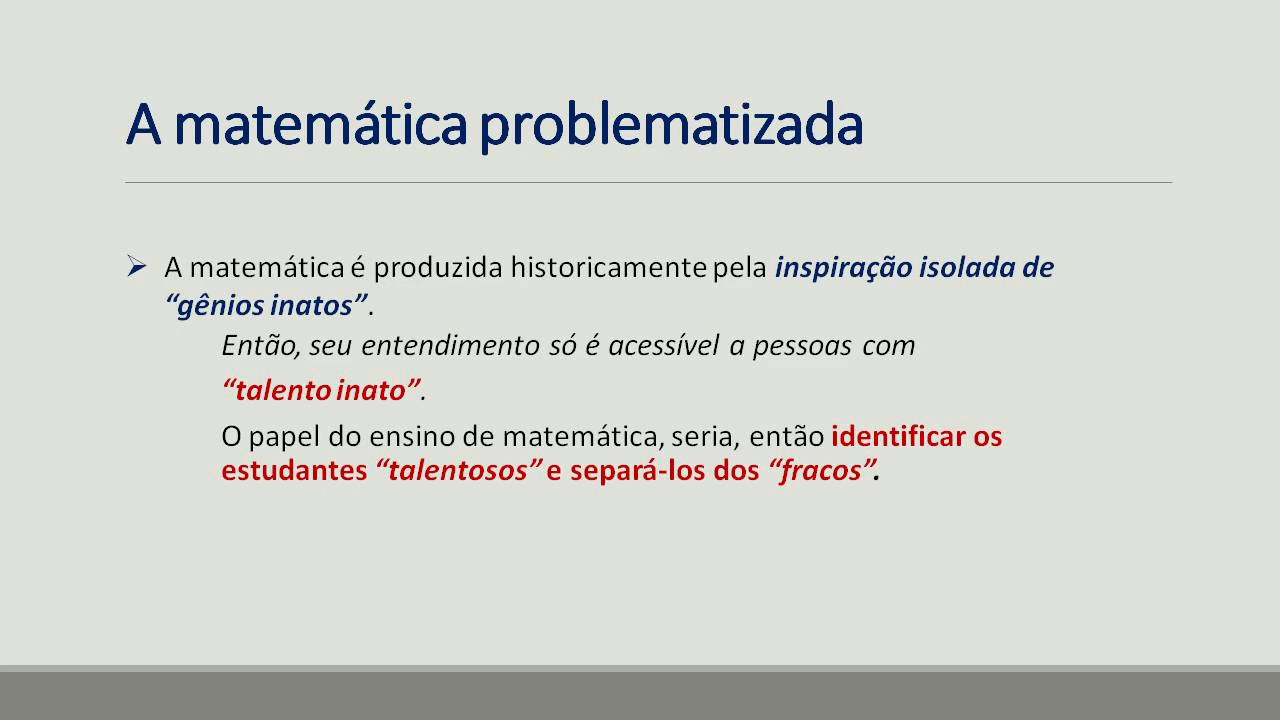 A matemática problematizada
A matemática é produzida historicamente pela inspiração isolada de
“gênios inatos”.
Então, seu entendimento só é acessível a pessoas com
“talento inato”.
O papel do ensino de matemática, seria, então identificar os
estudantes “talentosos” e separá-los dos “fracos”.